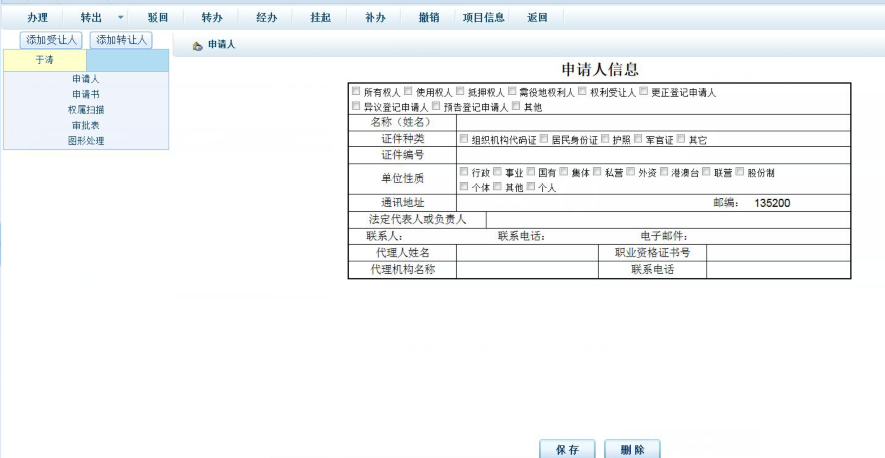 办理 转出 驳回 转办 经办 挂起 补办 撤销 项目信息 返回
添加受让人 添加转让人
申请人
于涛
申请人
申请书
权属扫描
审批表
图形处理
申请人信息
所有权人 使用权人 抵押权人 需役地权利人 权利受让人 更正登记申请人
异议登记申请人 预告登记申请人 其他
名称（姓名）
证件种类 组织机构代码证 居民身份证 护照 军官证 其它
证件编号
单位性质
行政 事业 国有 集体 私营 外资 港澳台 联营 股份制
个体 其他 个人
通讯地址 邮编： 135200
法定代表人或负责人
联系人： 联系电话： 电子邮件：
代理人姓名 职业资格证书号
代理机构名称 联系电话
保存 删除